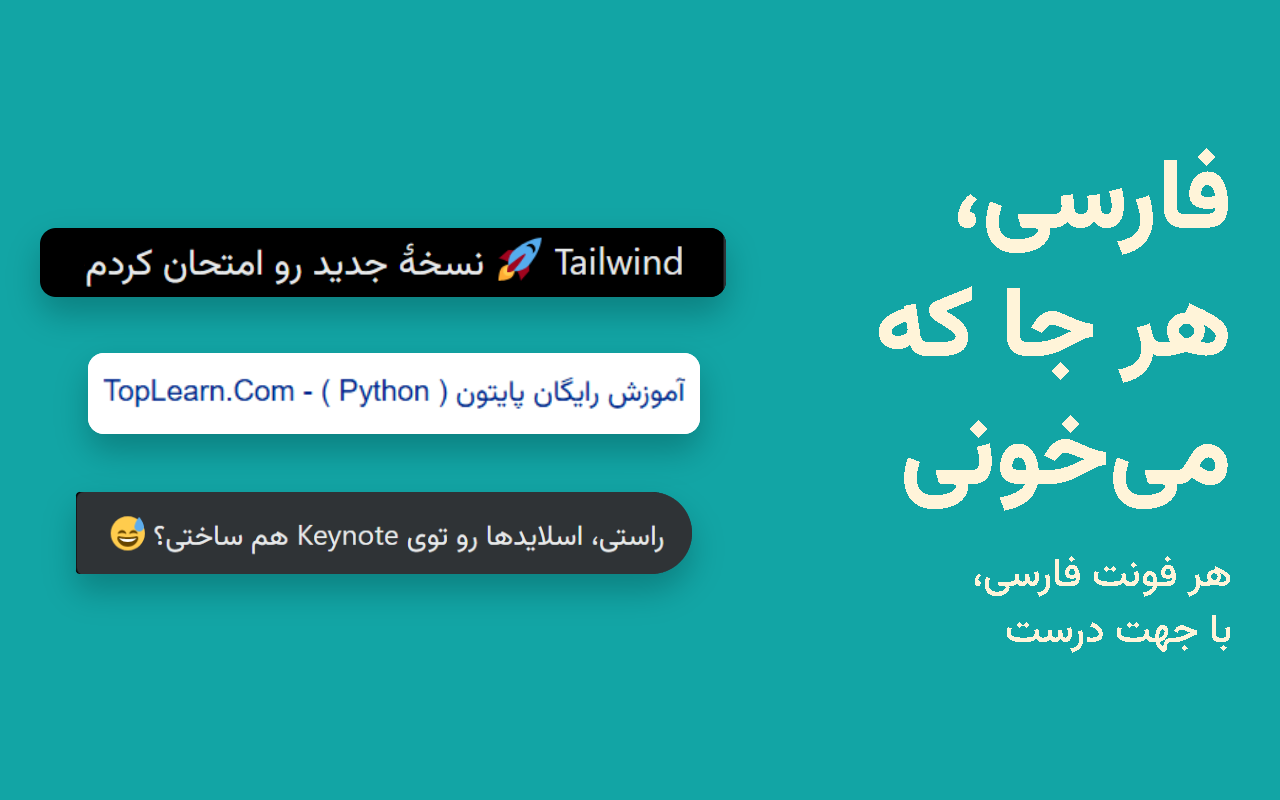 فارسی،
هر جا که
می‌خونی
هر فونت فارسی،
با جهت درست
Tailwind 🚀 نسخهٔ جدید رو امتحان کردم
آموزش رایگان پایتون ( Python ) - TopLearn.Com
راستی، اسلایدها رو توی Keynote هم ساختی؟ 😅